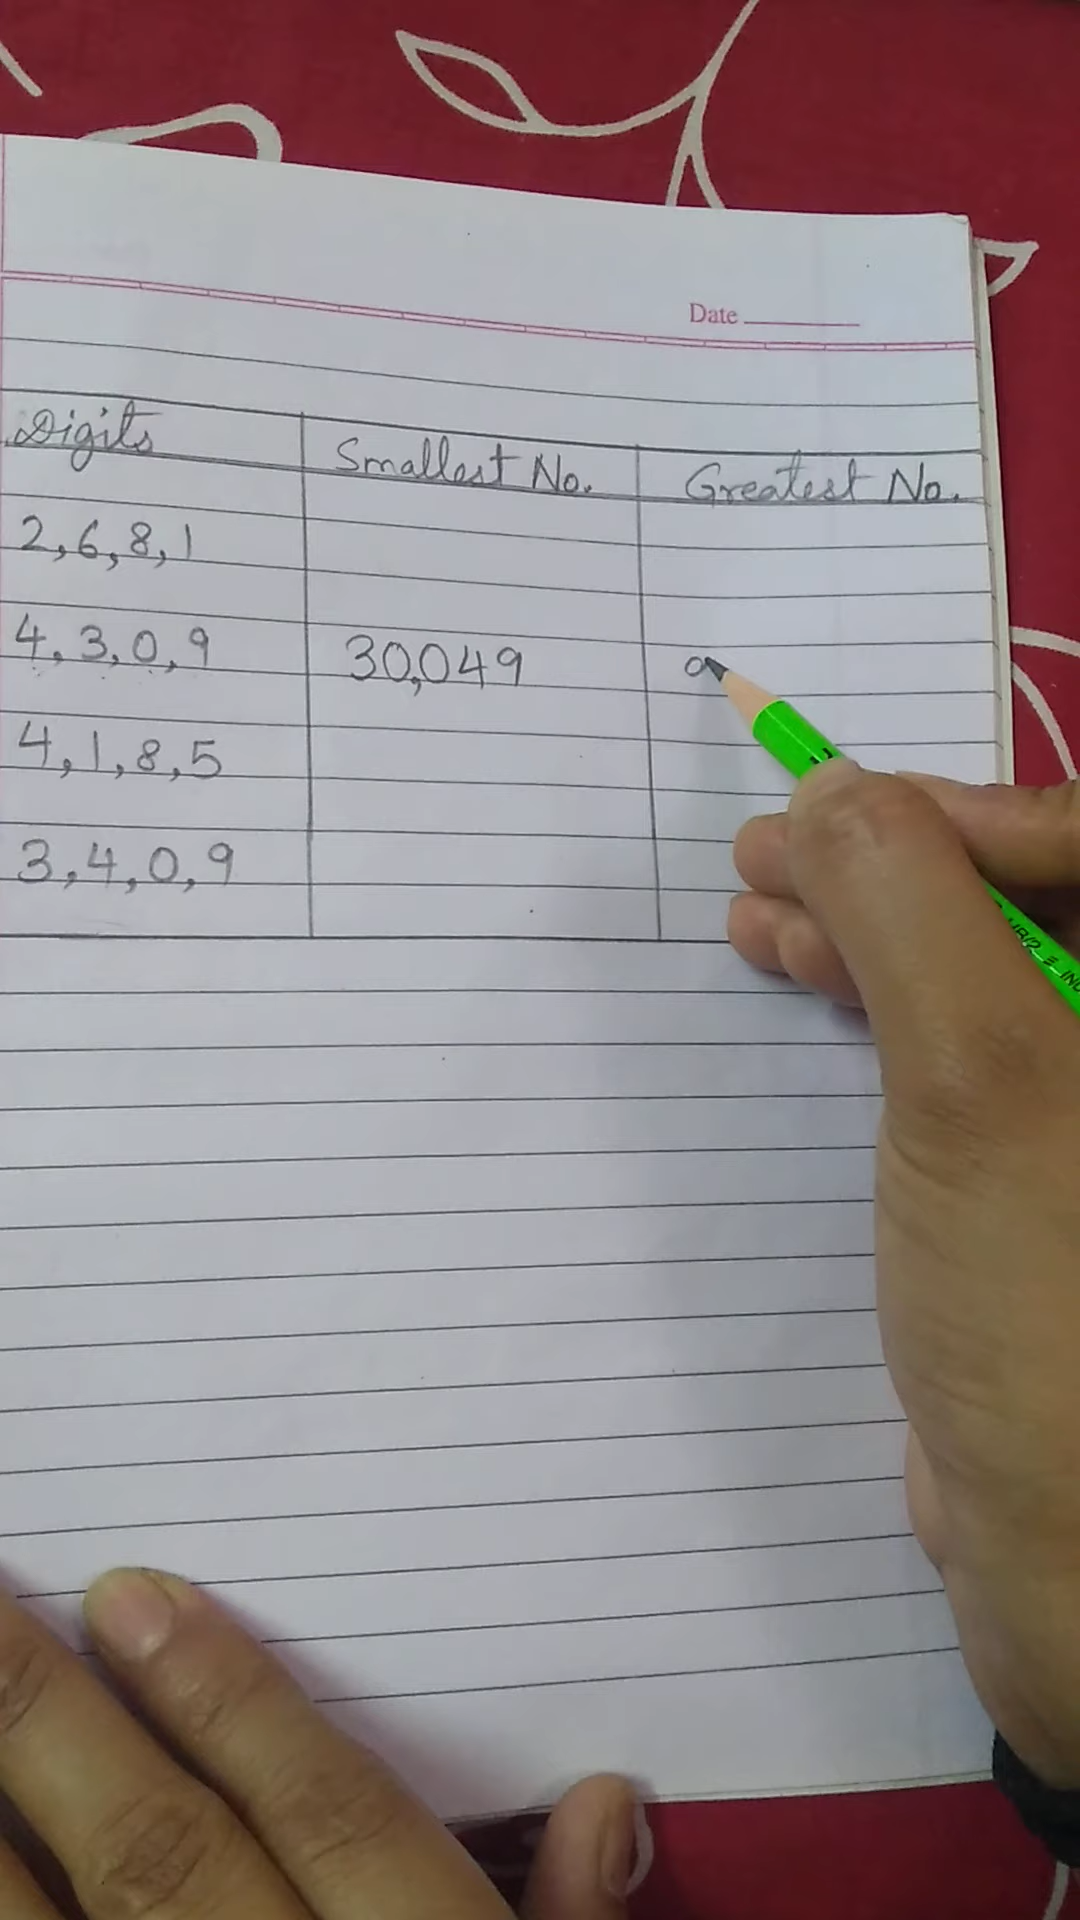 Date
Digits Smallest No. Greatest No.
2,6,8,1
4,3,0,9 30,049
4,1,8,5
3,4,0,9